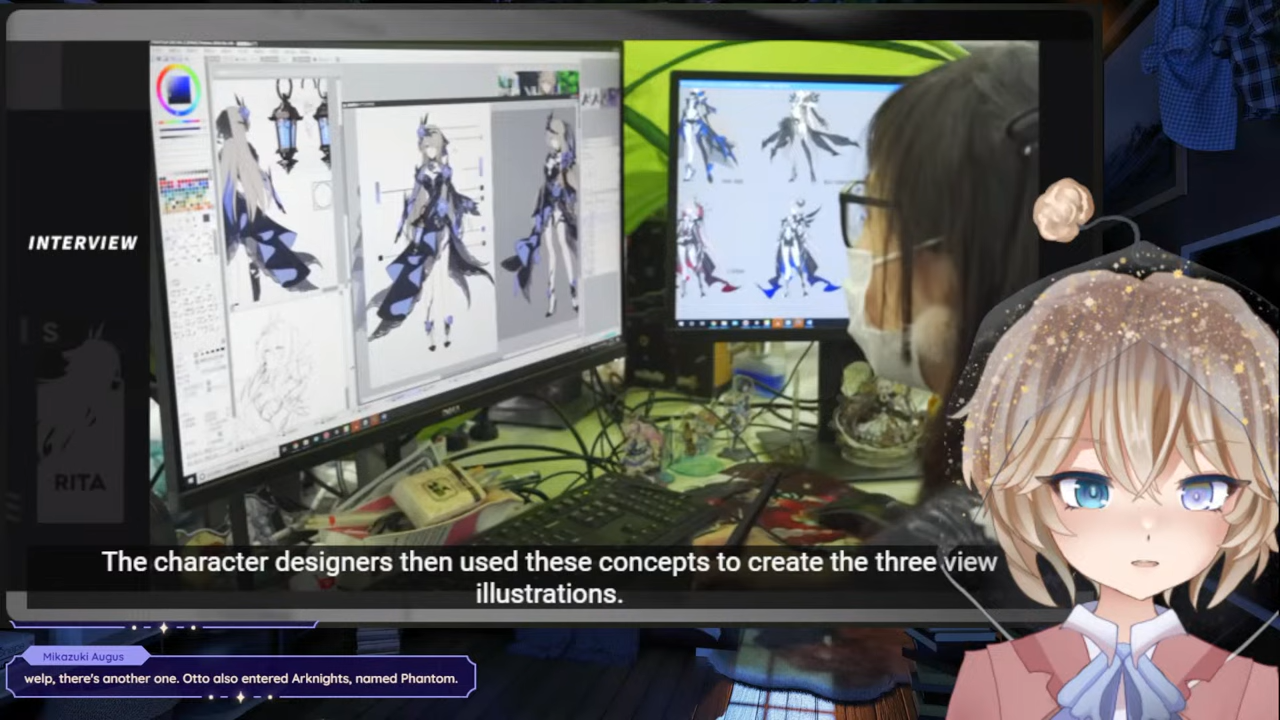 INTERVIEW
RITA
The character designers then used these concepts to create the three view
illustrations.
Mikazuki Augus
welp, there's another one. Otto also entered Arknights, named Phantom.